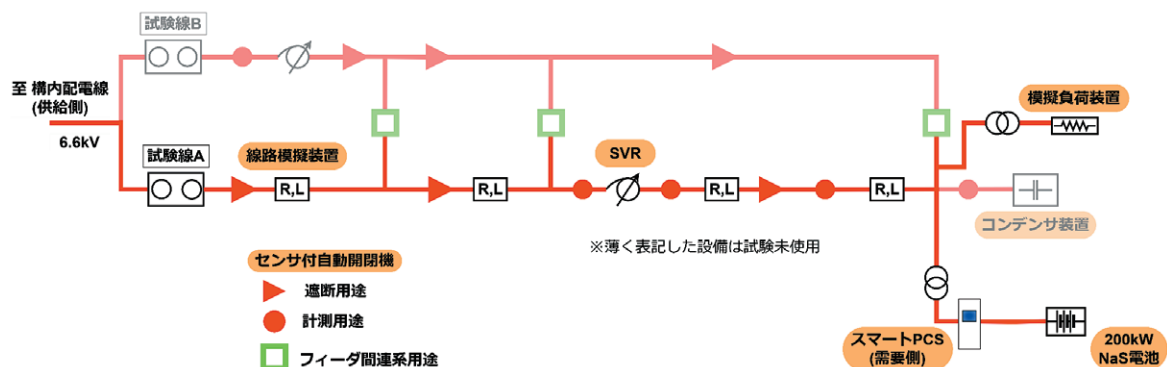 試験線B
至 構内配電線
(供給側)
6.6kV
試験線A
線路模擬装置
R,L
R,L
SVR
R,L
R,L
模擬負荷装置
コンデンサ装置
※薄く表記した設備は試験未使用
センサ付自動開閉機
遮断用途
計測用途
フィーダ間連系用途
スマートPCS
(需要側)
200kW
NaS電池